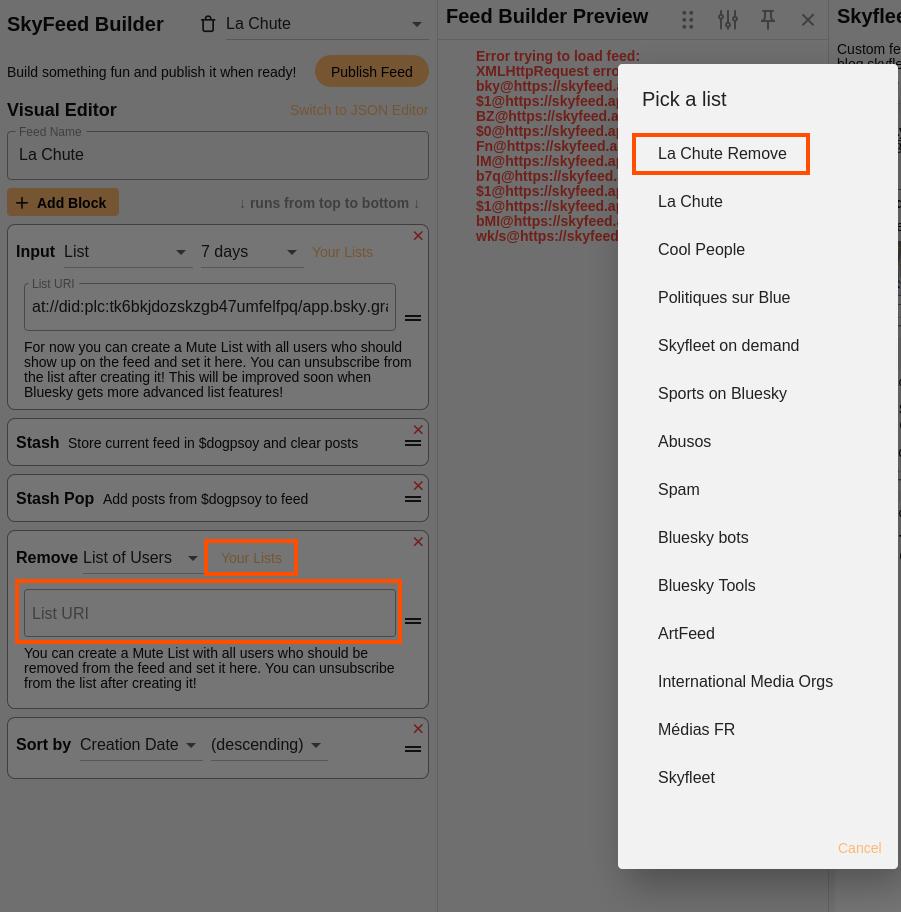 SkyFeed Builder
La Chute
Build something fun and publish it when ready!
Publish Feed
Visual Editor
Switch to JSON Editor
Feed Name
La Chute
+ Add Block
↓ runs from top to bottom ↓
Input List 7 days Your Lists
List URI
at://did:plc:tk6bkjdozskzgb47umfelfpq/app.bsky.gra
For now you can create a Mute List with all users who should
show up on the feed and set it here. You can unsubscribe from
the list after creating it! This will be improved soon when
Bluesky gets more advanced list features!
Stash Store current feed in $dogpsoy and clear posts
Stash Pop Add posts from $dogpsoy to feed
Remove List of Users Your Lists
List URI
You can create a Mute List with all users who should be
removed from the feed and set it here. You can unsubscribe
from the list after creating it!
Sort by Creation Date (descending)
Feed Builder Preview
Error trying to load feed:
XMLHttpRequest erro
bky@https://skyfeed.a
$1@https://skyfeed.ap
BZ@https://skyfeed.a
$0@https://skyfeed.ap
Fn@https://skyfeed.a
lM@https://skyfeed.ap
b7q@https://skyfeed.
$1@https://skyfeed.ap
$1@https://skyfeed.ap
bMI@https://skyfeed.
wk/s@https://skyfeed
Skyflee
Custom fe
blog skyfle
Pick a list
La Chute Remove
La Chute
Cool People
Politiques sur Blue
Skyfleet on demand
Sports on Bluesky
Abusos
Spam
Bluesky bots
Bluesky Tools
ArtFeed
International Media Orgs
Médias FR
Skyfleet
Cancel